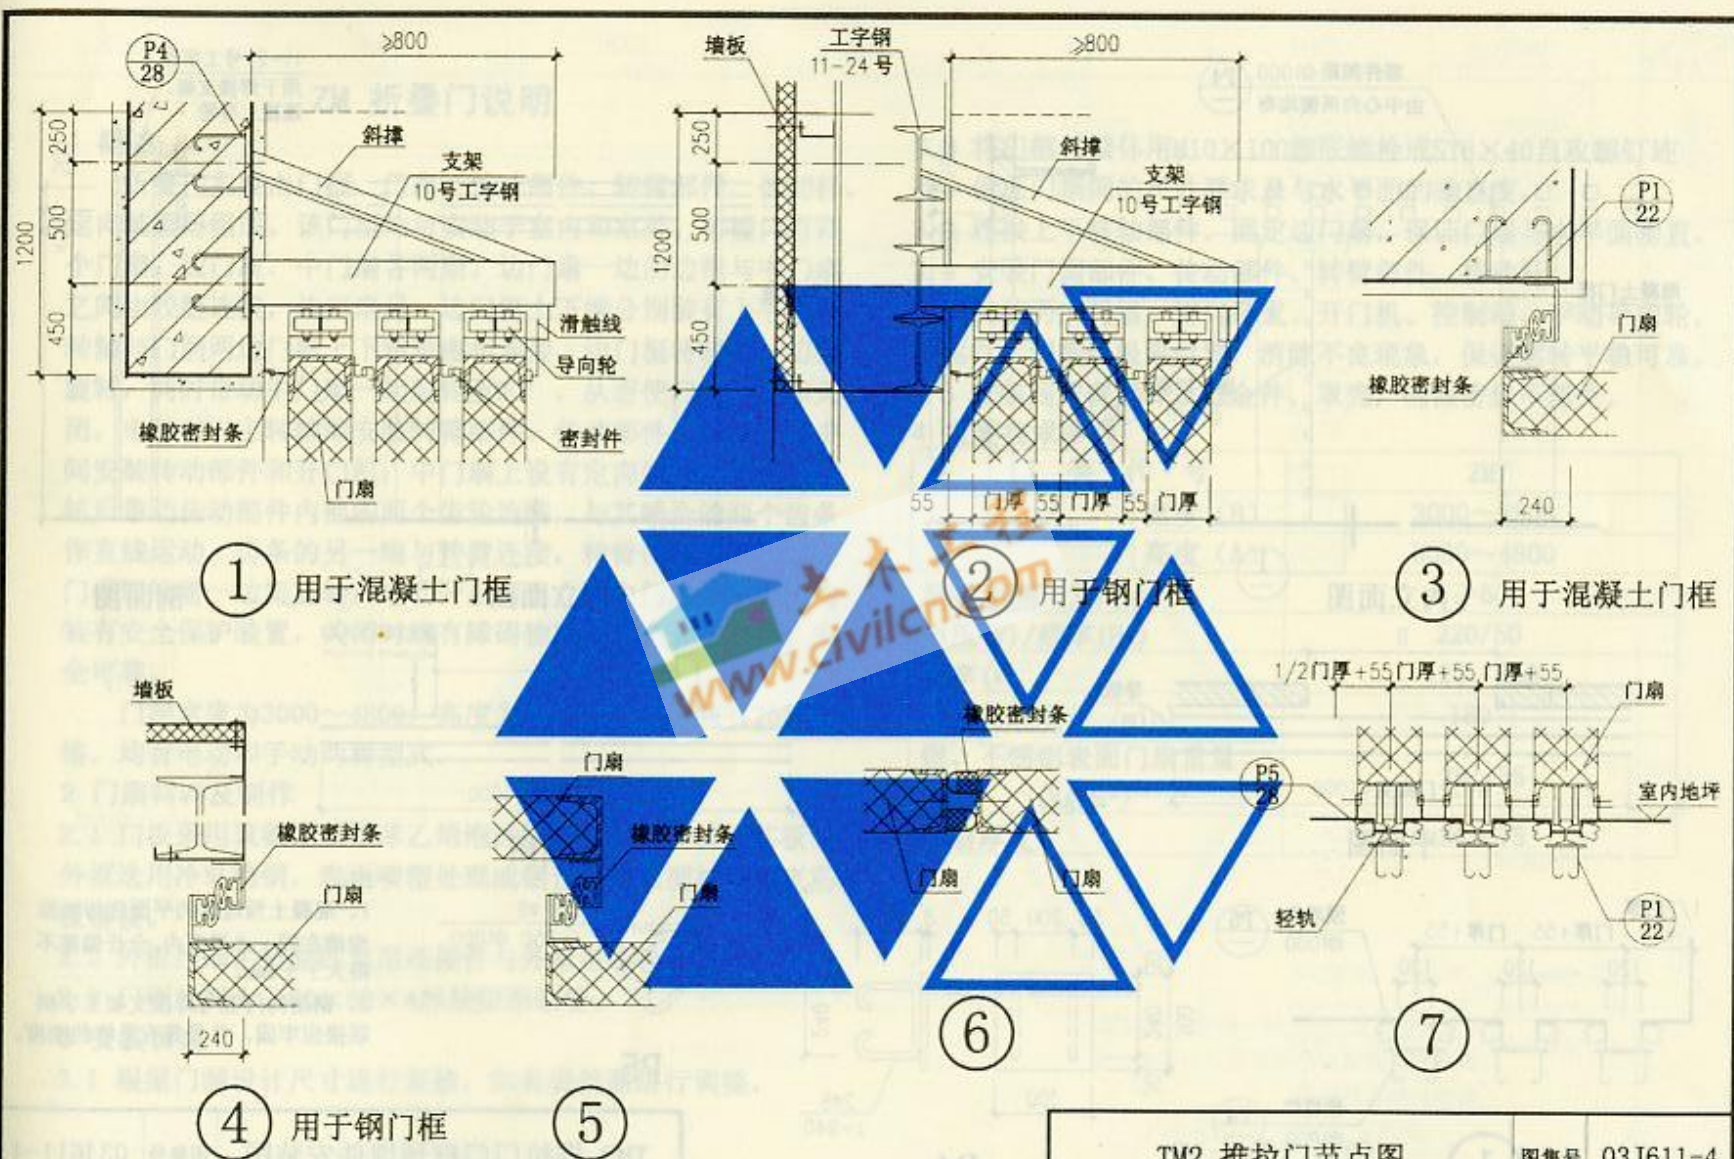 P4
28
≥800
250
500
450
1200
斜撑
支架
10号工字钢
滑触线
导向轮
密封件
橡胶密封条
门扇
1 用于混凝土门框
墙板
工字钢
11-24号
≥800
250
500
450
1200
斜撑
支架
10号工字钢
55 门厚 55 门厚 55 门厚
2 用于钢门框
P1
22
门扇
橡胶密封条
240
3 用于混凝土门框
土木工程
www.civilcn.com
墙板
橡胶密封条
门扇
240
4 用于钢门框
门扇
橡胶密封条
门扇
5
橡胶密封条
门扇
门扇
6
1/2门厚+55 门厚+55 门厚+55
门扇
P5
28
室内地坪
轻轨
P1
22
7
TM2 推拉门节点图
图集号 03J611-4